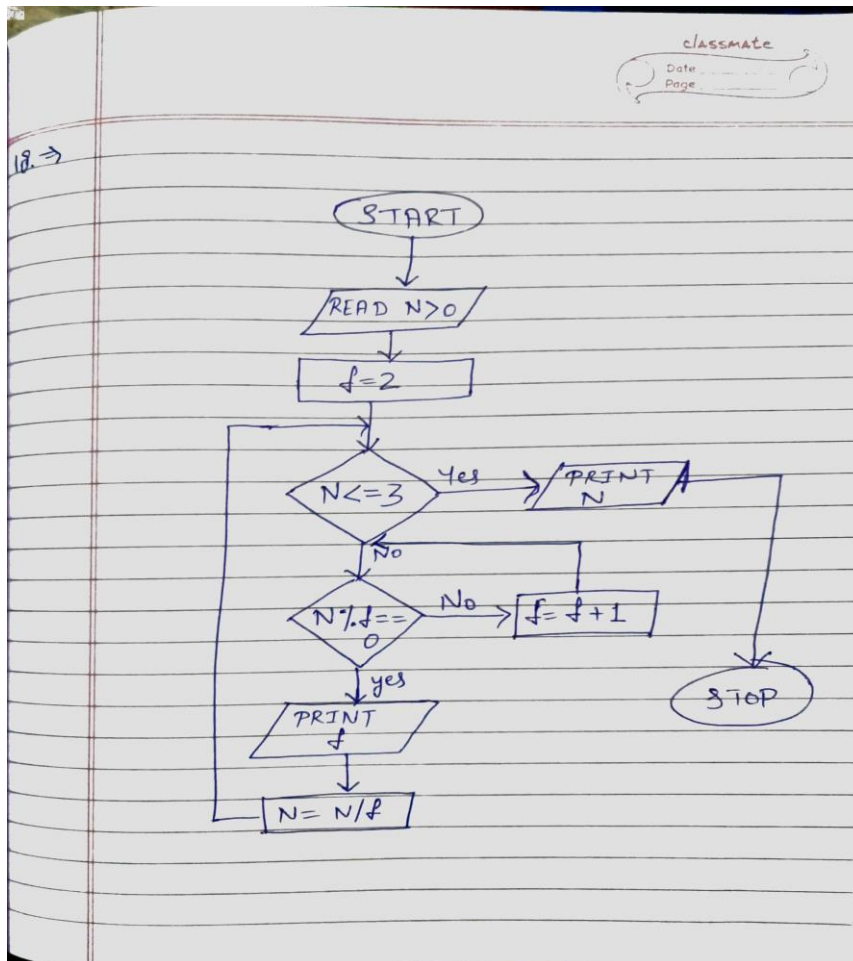 classmate
Date
Page
18. ⇒
START
READ N>0
f=2
N<=3
Yes
PRINT
N
No
N%f==
0
No
f= f+1
yes
PRINT
f
STOP
N= N/f